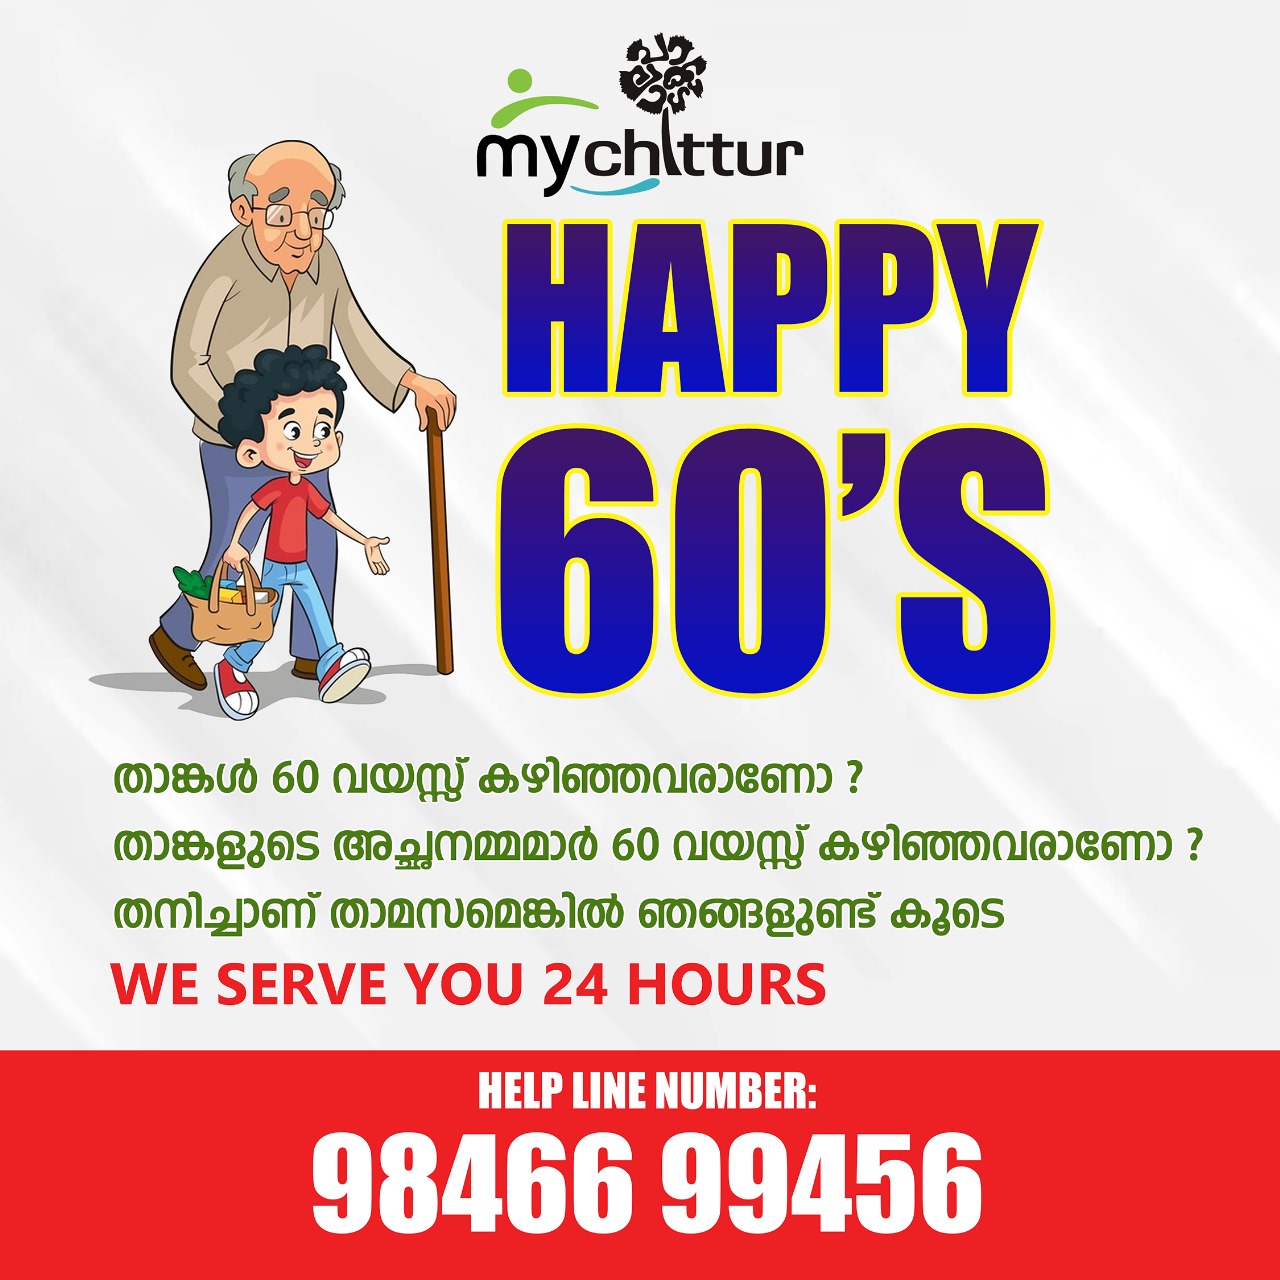 പാലക്കാട്
mychittur
HAPPY
60'S
താങ്കൾ 60 വയസ്സ് കഴിഞ്ഞവരാണോ ?
താങ്കളുടെ അച്ഛനമ്മമാർ 60 വയസ്സ് കഴിഞ്ഞവരാണോ ?
തനിച്ചാണ് താമസമെങ്കിൽ ഞങ്ങളുണ്ട് കൂടെ
WE SERVE YOU 24 HOURS
HELP LINE NUMBER:
98466 99456